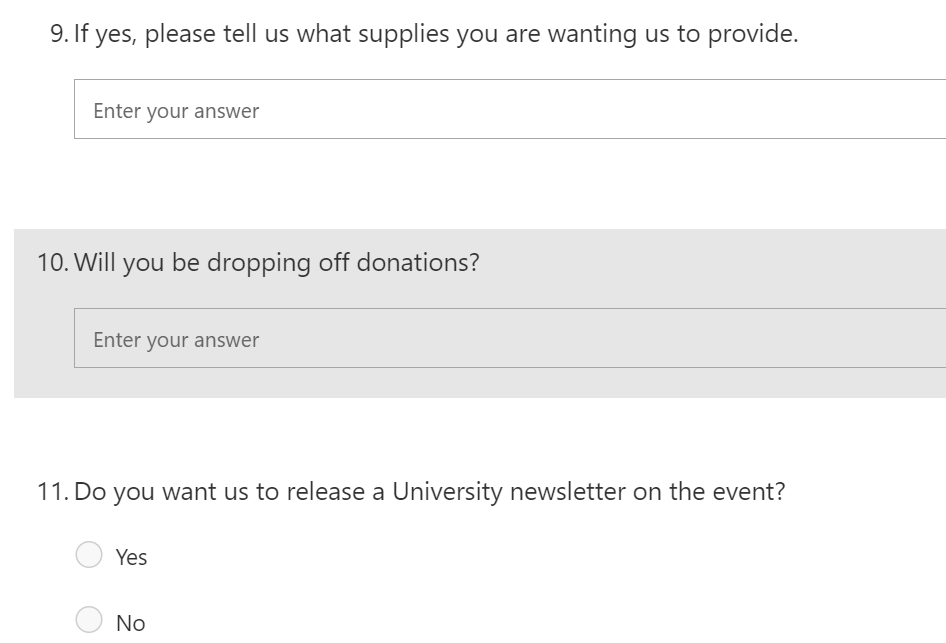 9. If yes, please tell us what supplies you are wanting us to provide.
Enter your answer
10. Will you be dropping off donations?
Enter your answer
11. Do you want us to release a University newsletter on the event?
Yes
No